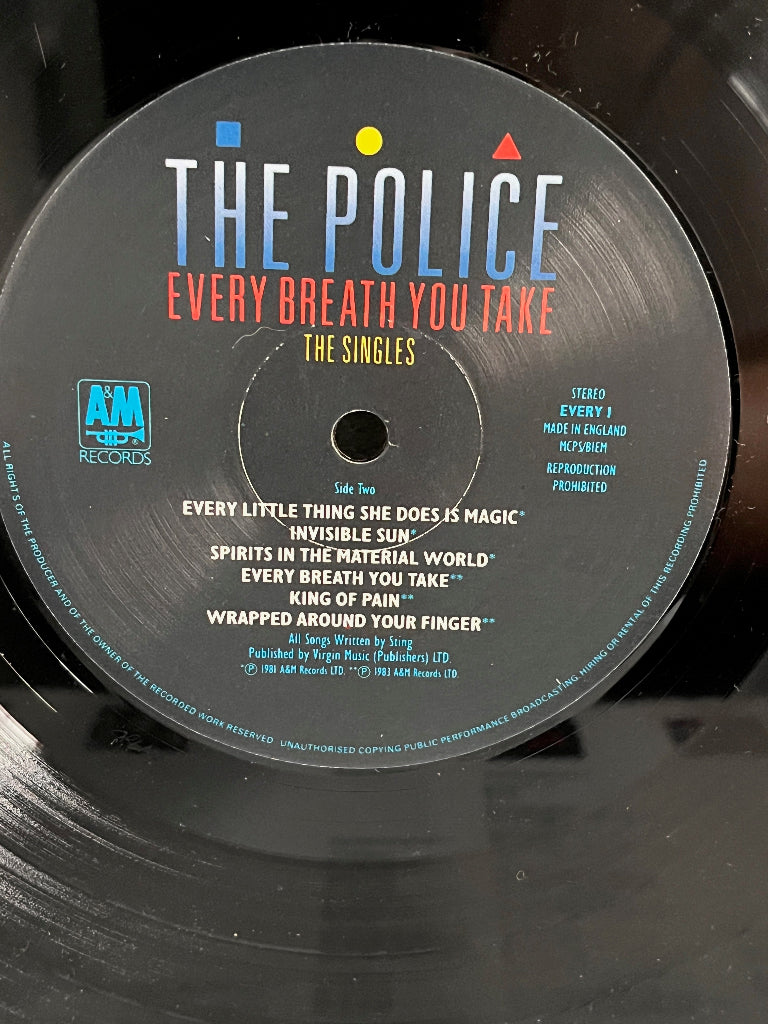 THE POLICE
EVERY BREATH YOU TAKE
THE SINGLES
A&M
®
RECORDS
STEREO
EVERY 1
MADE IN ENGLAND
MCPS/BIEM
REPRODUCTION
PROHIBITED
Side Two
EVERY LITTLE THING SHE DOES IS MAGIC*
INVISIBLE SUN*
SPIRITS IN THE MATERIAL WORLD*
EVERY BREATH YOU TAKE**
KING OF PAIN**
WRAPPED AROUND YOUR FINGER**
All Songs Written by Sting
Published by Virgin Music (Publishers) LTD.
*℗ 1981 A&M Records LTD. **℗ 1983 A&M Records LTD.
ALL RIGHTS OF THE PRODUCER AND OF THE OWNER OF THE RECORDED WORK RESERVED UNAUTHORISED COPYING PUBLIC PERFORMANCE BROADCASTING HIRING OR RENTAL OF THIS RECORDING PROHIBITED